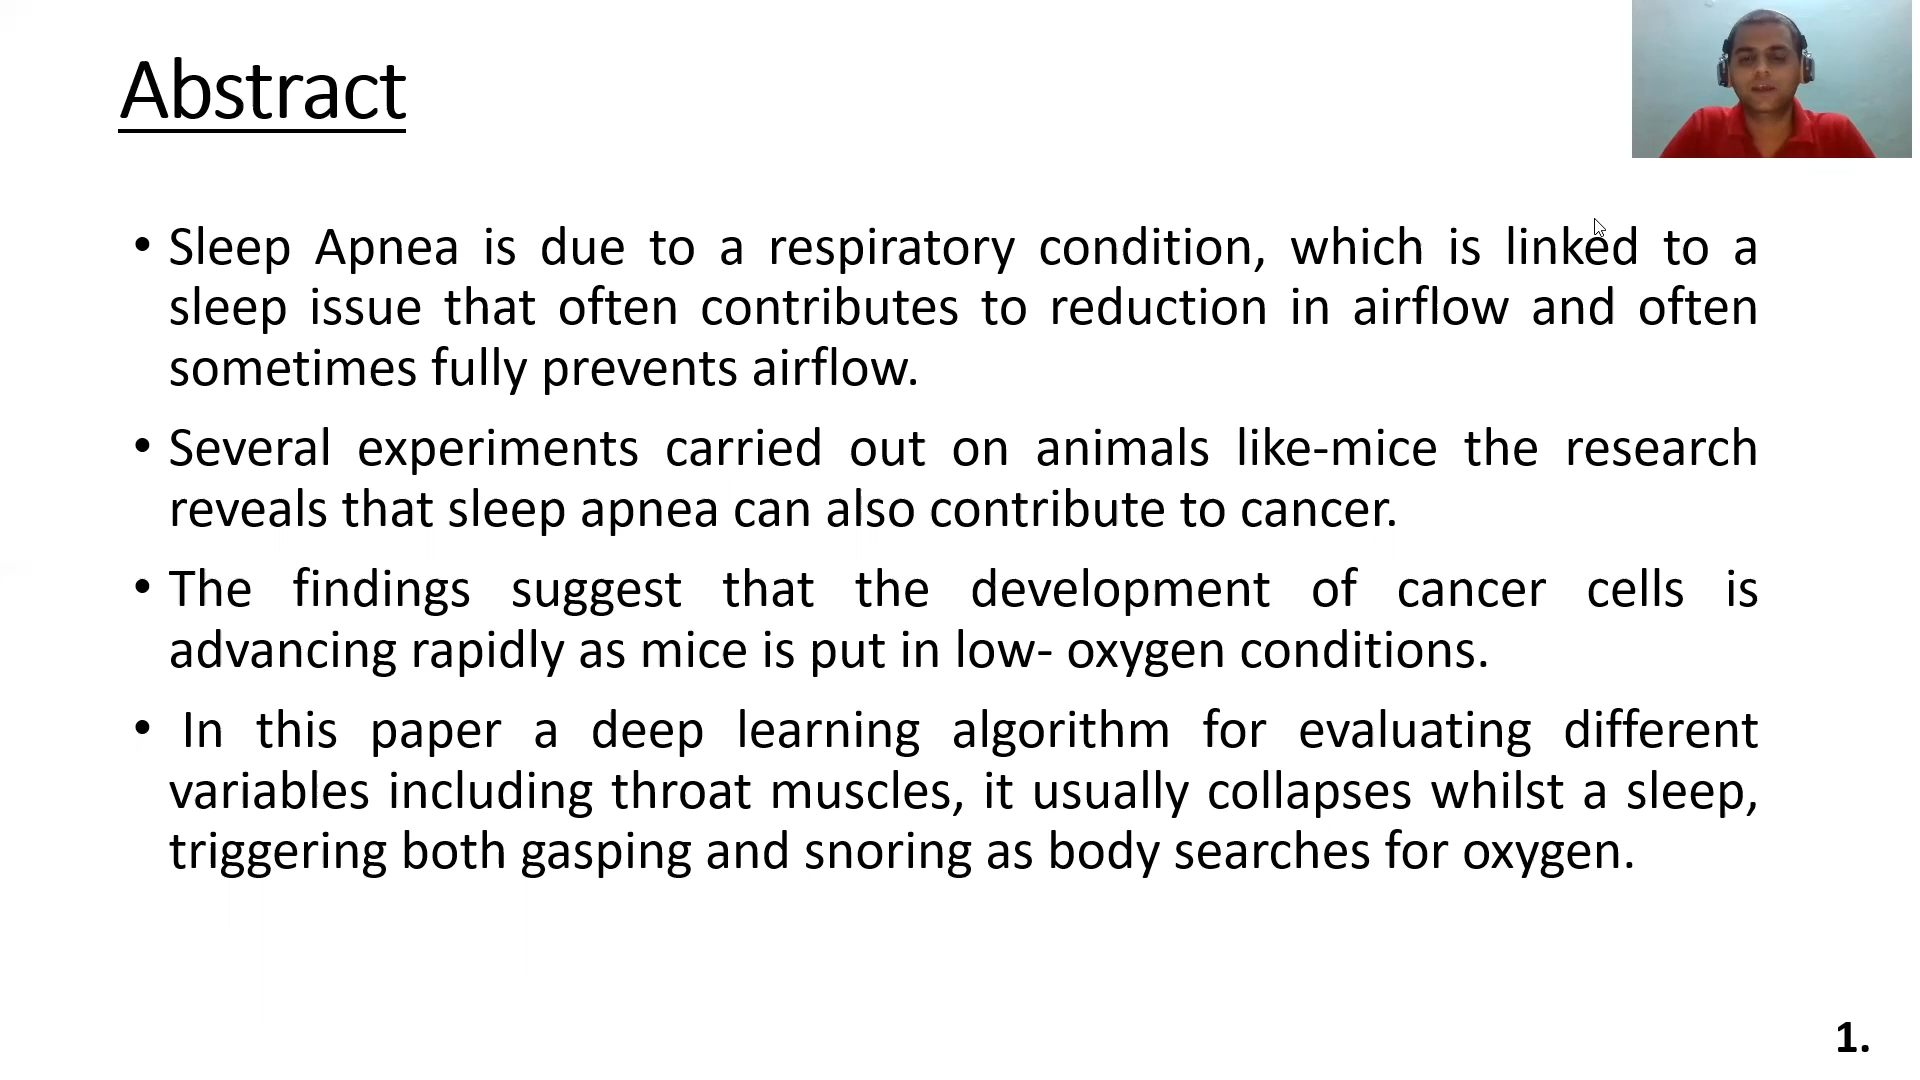 Abstract
• Sleep Apnea is due to a respiratory condition, which is linked to a
sleep issue that often contributes to reduction in airflow and often
sometimes fully prevents airflow.
• Several experiments carried out on animals like-mice the research
reveals that sleep apnea can also contribute to cancer.
• The findings suggest that the development of cancer cells is
advancing rapidly as mice is put in low- oxygen conditions.
• In this paper a deep learning algorithm for evaluating different
variables including throat muscles, it usually collapses whilst a sleep,
triggering both gasping and snoring as body searches for oxygen.
1.